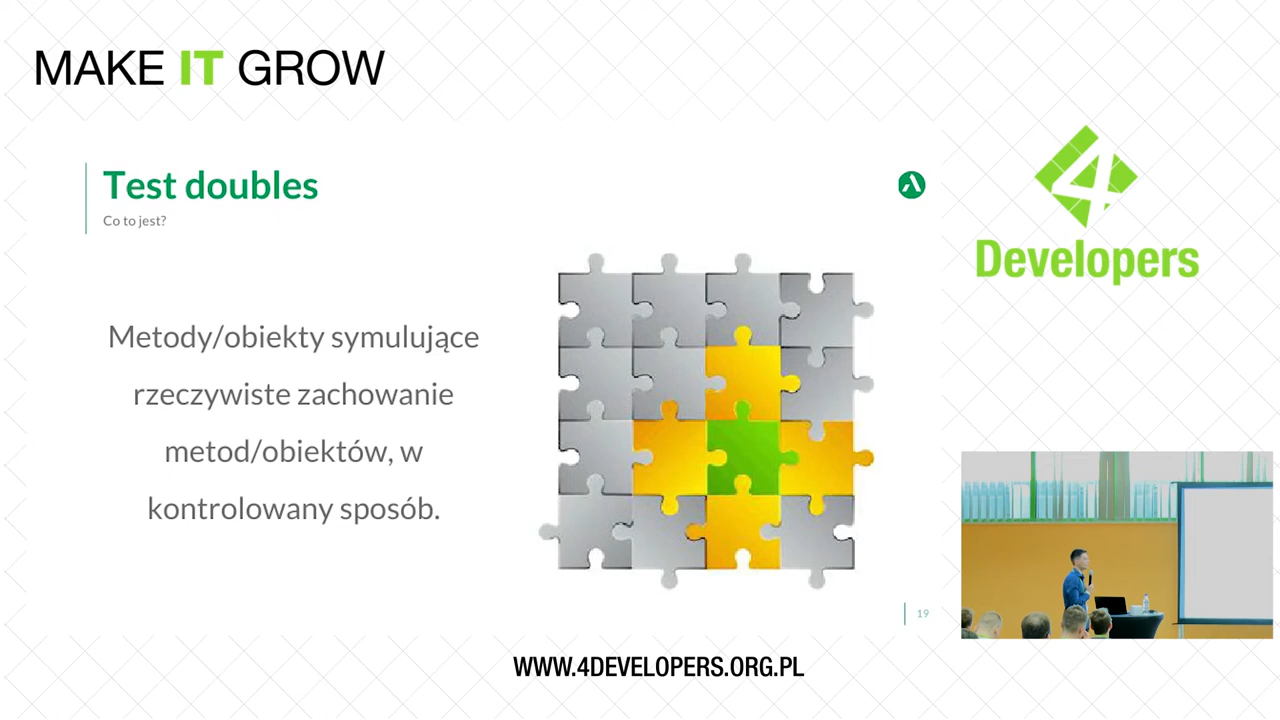 MAKE IT GROW
Test doubles
Co to jest?
Metody/obiekty symulujące
rzeczywiste zachowanie
metod/obiektów, w
kontrolowany sposób.
19
4
Developers
WWW.4DEVELOPERS.ORG.PL